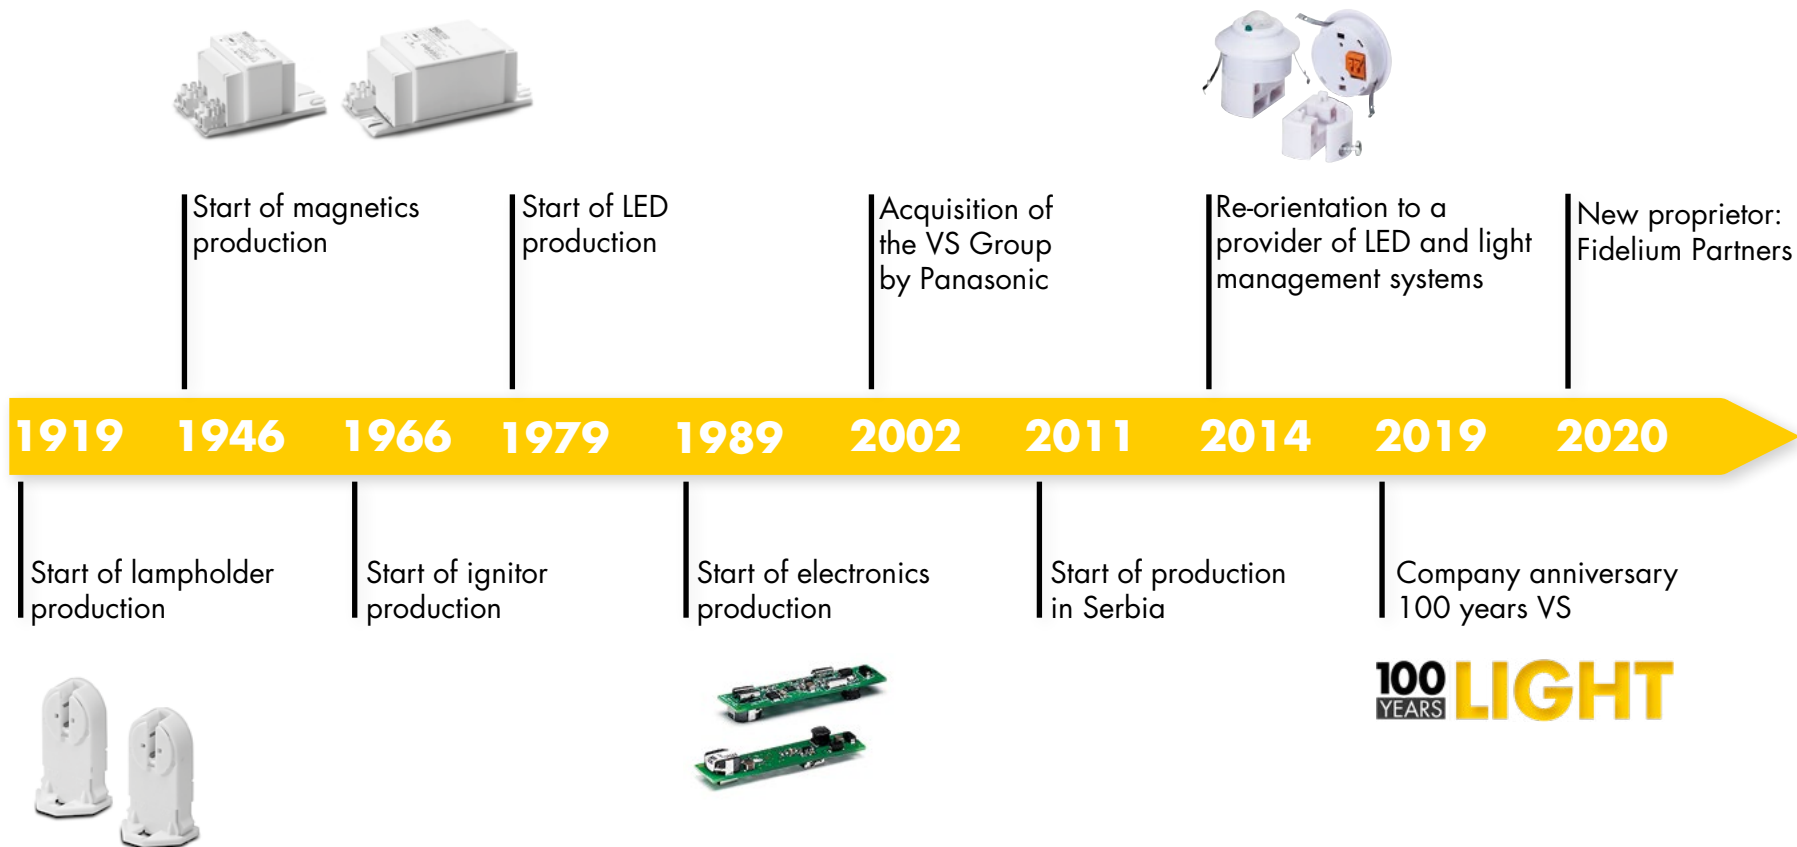 Start of magnetics
production
Start of LED
production
Acquisition of
the VS Group
by Panasonic
Re-orientation to a
provider of LED and light
management systems
New proprietor:
Fidelium Partners
1919 1946 1966 1979 1989 2002 2011 2014 2019 2020
Start of lampholder
production
Start of ignitor
production
Start of electronics
production
Start of production
in Serbia
Company anniversary
100 years VS
100
YEARS
LIGHT